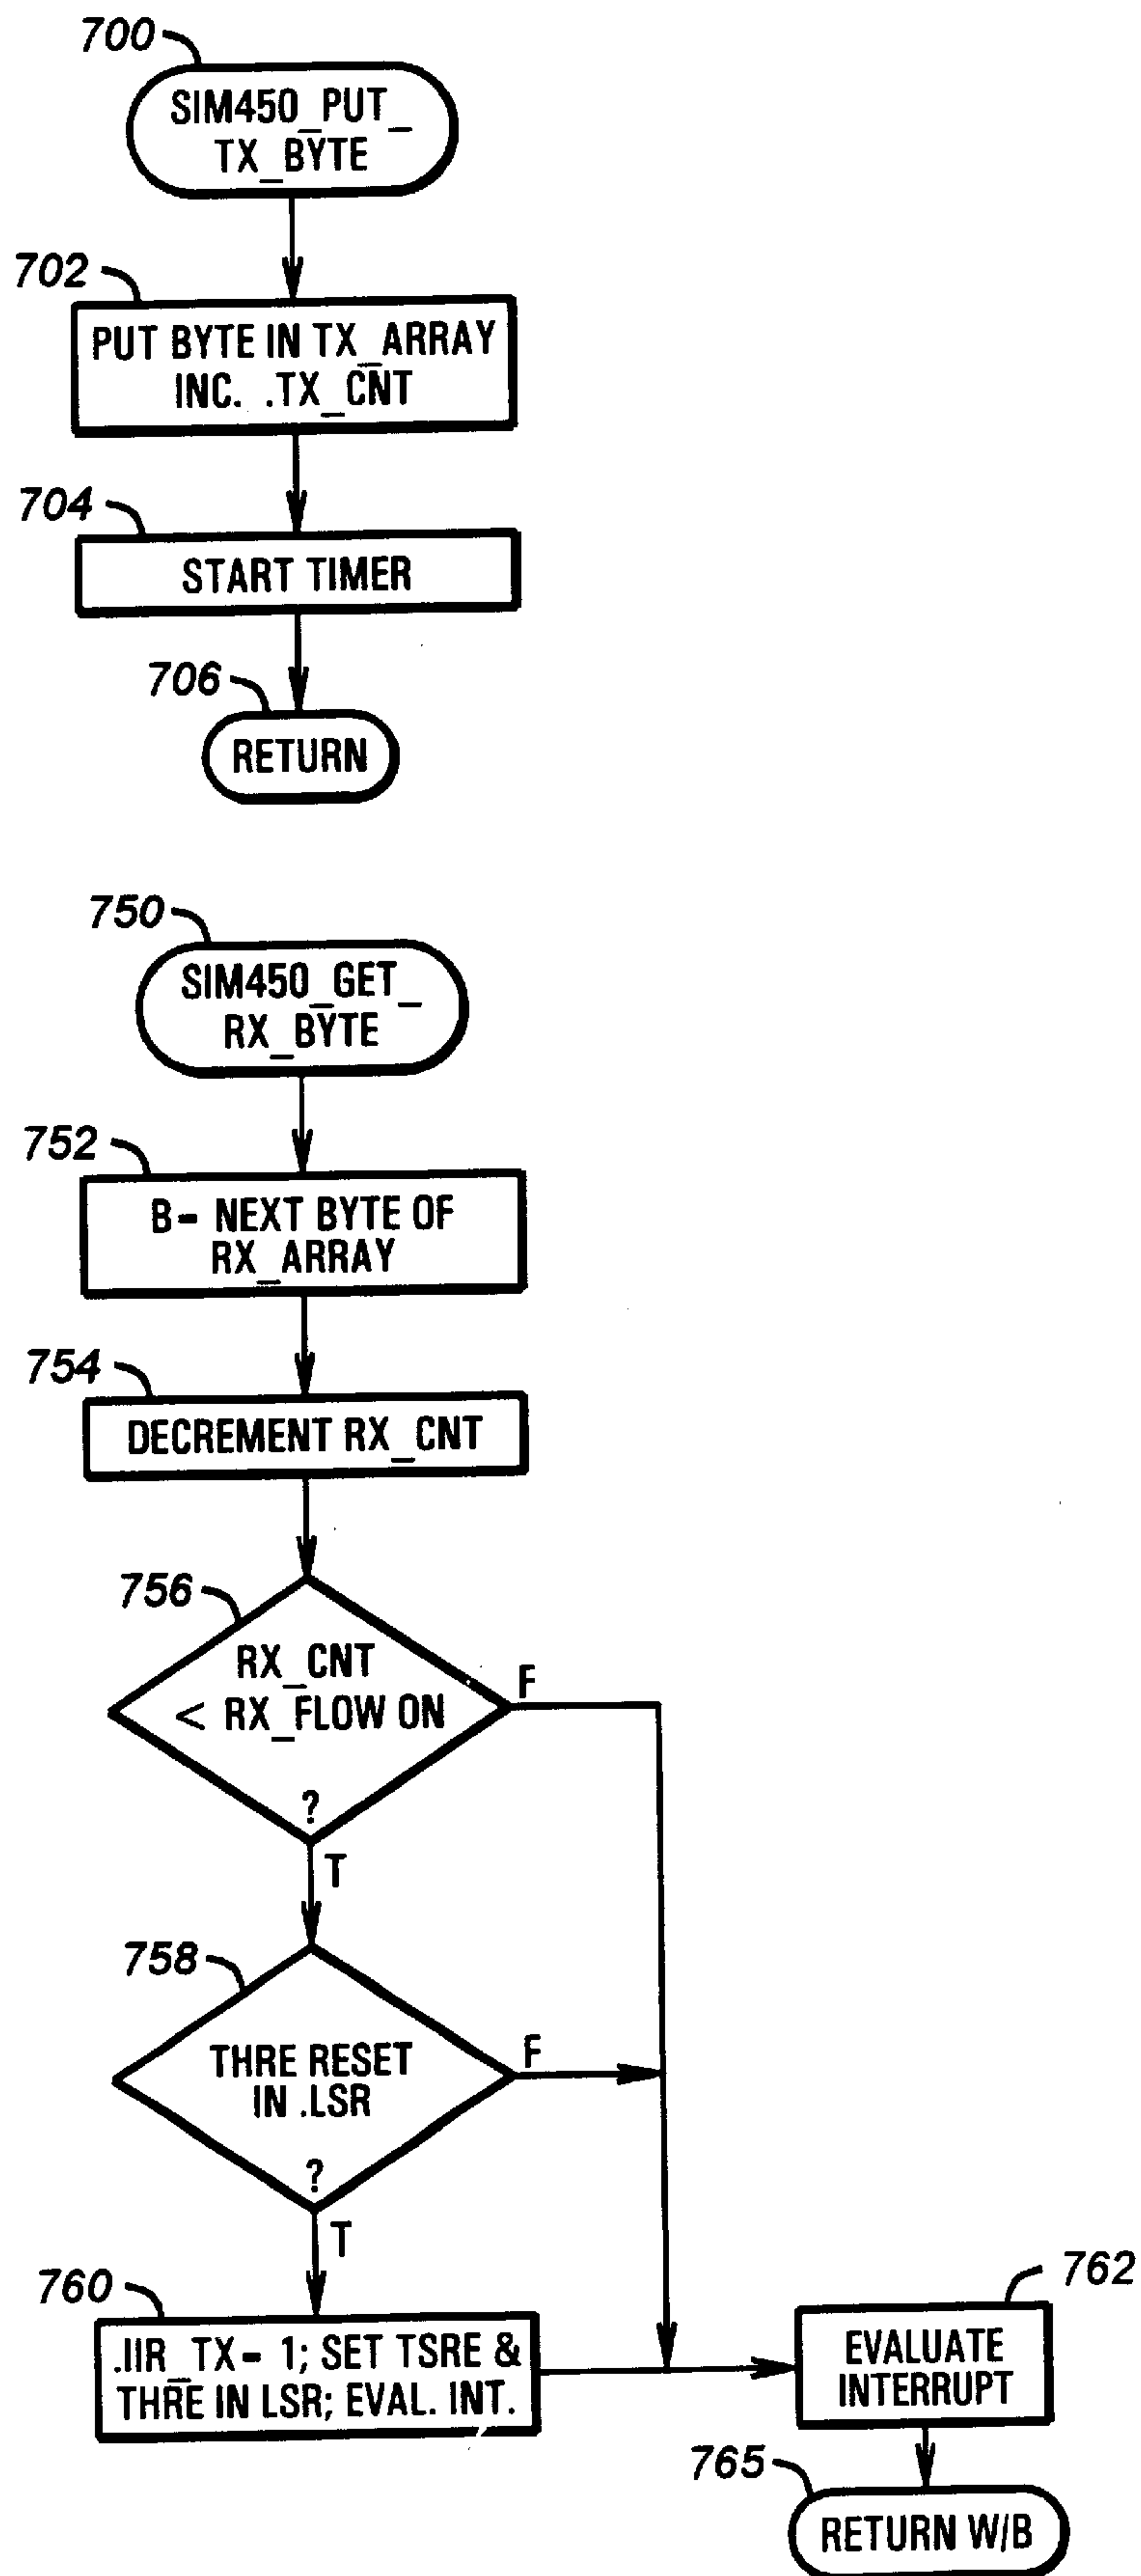 700
SIM450_PUT_
TX_BYTE
702
PUT BYTE IN TX_ARRAY
INC. .TX_CNT
704
START TIMER
706
RETURN
750
SIM450_GET_
RX_BYTE
752
B= NEXT BYTE OF
RX_ARRAY
754
DECREMENT RX_CNT
756
RX_CNT
< RX_FLOW ON
?
F
T
758
THRE RESET
IN .LSR
?
F
T
760
.IIR_TX= 1; SET TSRE &
THRE IN LSR; EVAL. INT.
762
EVALUATE
INTERRUPT
765
RETURN W/B